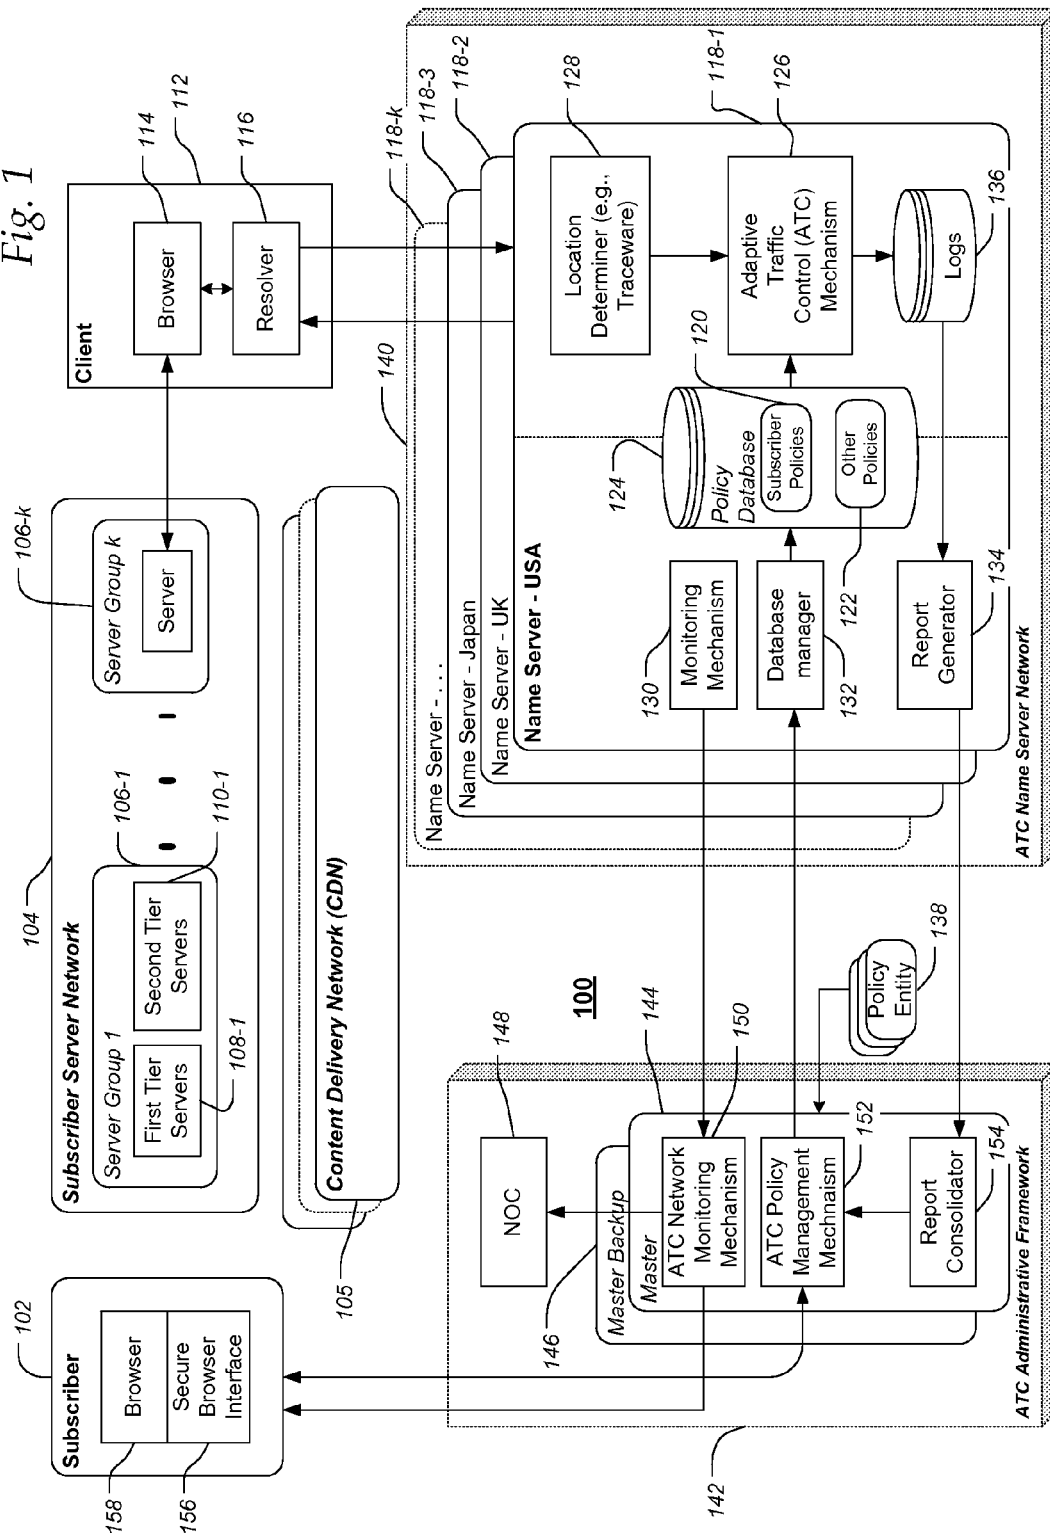 Fig. 1
102
Subscriber
Browser
Secure
Browser
Interface
158
156
104
Subscriber Server Network
Server Group 1
First Tier
Servers
Second Tier
Servers
108-1
106-1
110-1
Server Group k
Server
106-k
Client
Browser
Resolver
114
112
116
Content Delivery Network (CDN)
105
100
140
118-k
118-3
118-2
Name Server - . . .
Name Server - Japan
Name Server - UK
Name Server - USA
118-1
Location
Determiner (e.g.,
Traceware)
128
Adaptive
Traffic
Control (ATC)
Mechanism
126
Logs
136
124
Policy
Database
Subscriber
Policies
120
Other
Policies
122
Monitoring
Mechanism
130
Database
manager
132
Report
Generator
134
ATC Name Server Network
Policy
Entity
138
142
146
Master Backup
Master
144
NOC
148
ATC Network
Monitoring
Mechanism
150
ATC Policy
Management
Mechnaism
152
Report
Consolidator
154
ATC Administrative Framework